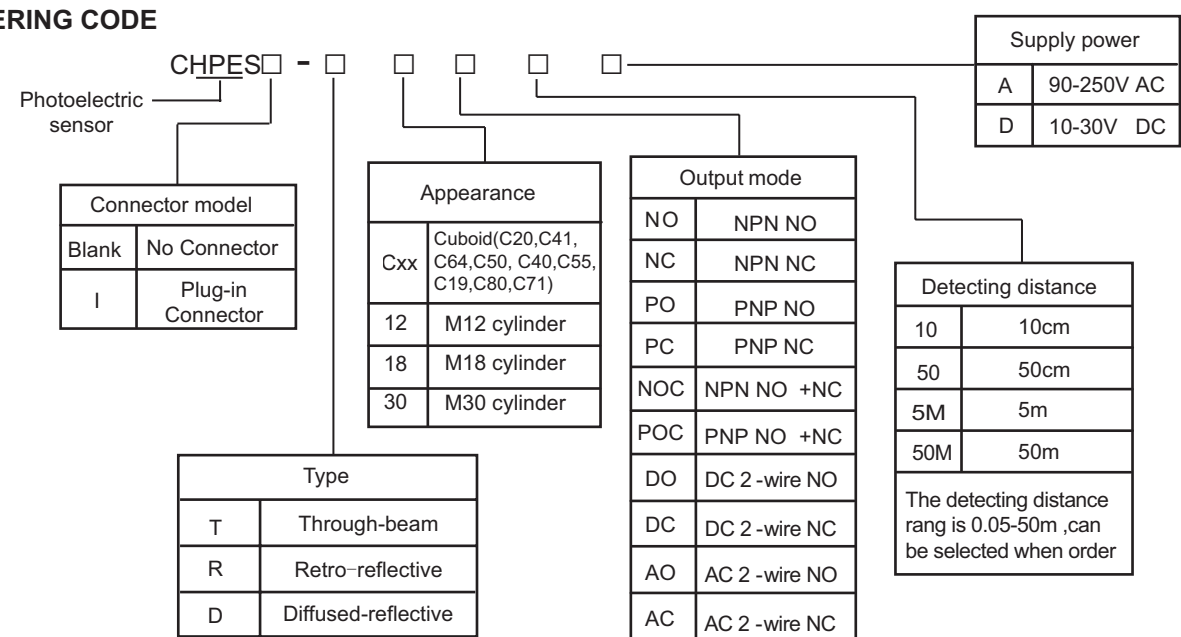 ERING CODE
CHPES□ - □ □ □ □ □
Photoelectric
sensor
Supply power
A 90-250V AC
D 10-30V DC
Connector model
Blank No Connector
I Plug-in
Connector
Appearance
Cxx Cuboid(C20,C41,
C64,C50, C40,C55,
C19,C80,C71)
12 M12 cylinder
18 M18 cylinder
30 M30 cylinder
Output mode
NO NPN NO
NC NPN NC
PO PNP NO
PC PNP NC
NOC NPN NO +NC
POC PNP NO +NC
DO DC 2 -wire NO
DC DC 2 -wire NC
AO AC 2 -wire NO
AC AC 2 -wire NC
Detecting distance
10 10cm
50 50cm
5M 5m
50M 50m
The detecting distance
rang is 0.05-50m ,can
be selected when order
Type
T Through-beam
R Retro-reflective
D Diffused-reflective